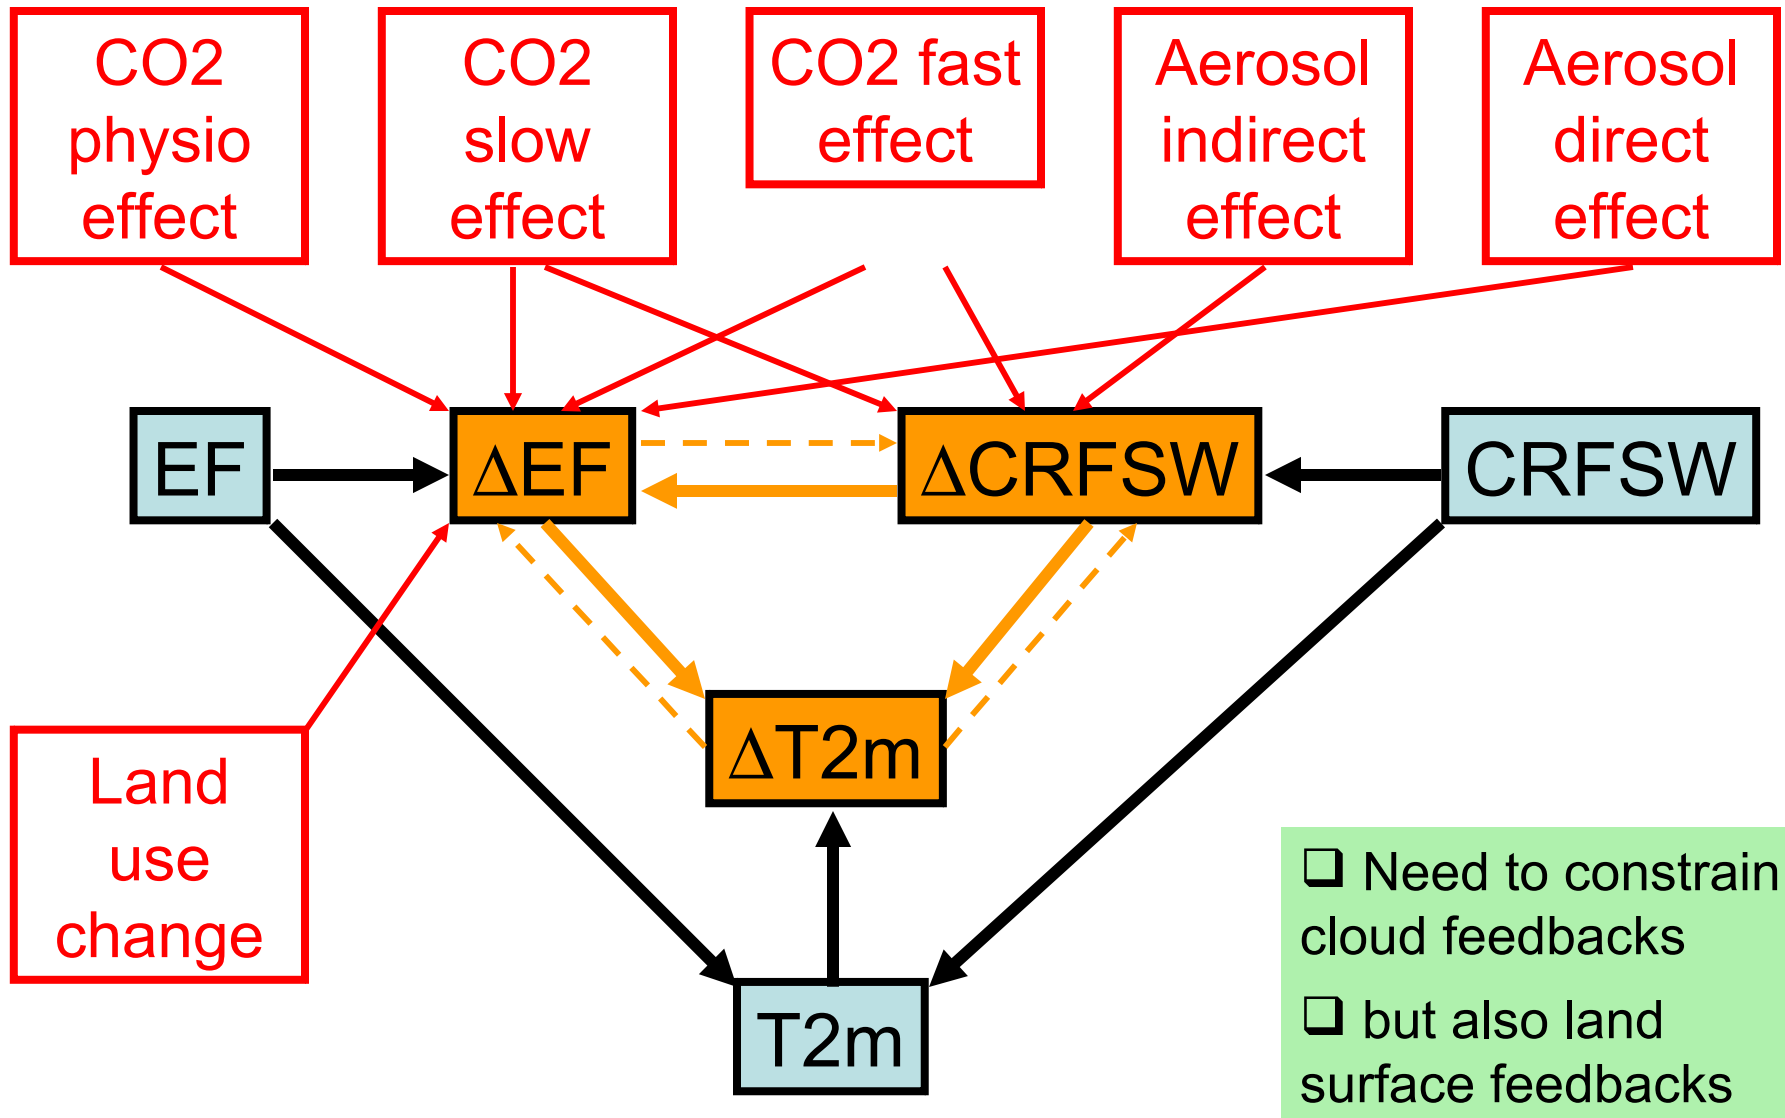 CO2
physio
effect
CO2
slow
effect
CO2 fast
effect
Aerosol
indirect
effect
Aerosol
direct
effect
EF
ΔEF
ΔCRFSW
CRFSW
ΔT2m
Land
use
change
T2m
❑ Need to constrain
cloud feedbacks
❑ but also land
surface feedbacks